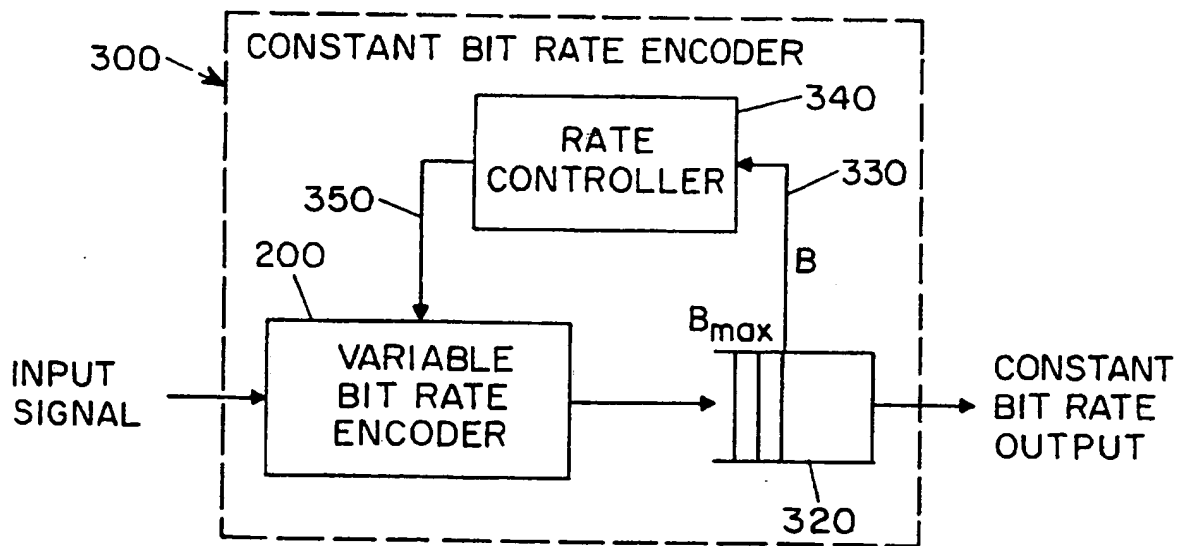 CONSTANT BIT RATE ENCODER
300
340
RATE
CONTROLLER
330
350
B
200
Bmax
VARIABLE
BIT RATE
ENCODER
INPUT
SIGNAL
CONSTANT
BIT RATE
OUTPUT
320